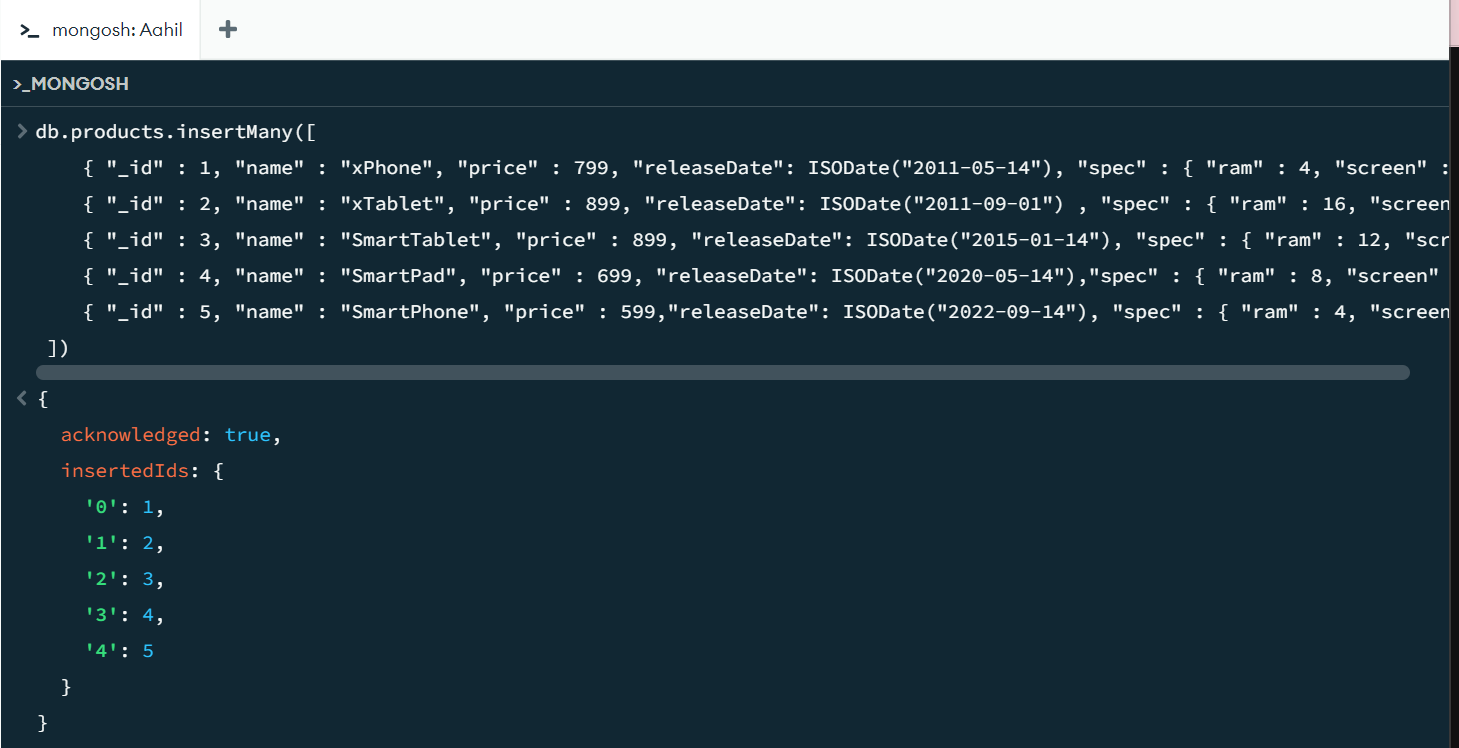 >_ mongosh: Aahil +
>_MONGOSH
> db.products.insertMany([
{ "_id" : 1, "name" : "xPhone", "price" : 799, "releaseDate": ISODate("2011-05-14"), "spec" : { "ram" : 4, "screen" :
{ "_id" : 2, "name" : "xTablet", "price" : 899, "releaseDate": ISODate("2011-09-01") , "spec" : { "ram" : 16, "screen
{ "_id" : 3, "name" : "SmartTablet", "price" : 899, "releaseDate": ISODate("2015-01-14"), "spec" : { "ram" : 12, "scr
{ "_id" : 4, "name" : "SmartPad", "price" : 699, "releaseDate": ISODate("2020-05-14"),"spec" : { "ram" : 8, "screen"
{ "_id" : 5, "name" : "SmartPhone", "price" : 599,"releaseDate": ISODate("2022-09-14"), "spec" : { "ram" : 4, "screen
])
< {
acknowledged: true,
insertedIds: {
'0': 1,
'1': 2,
'2': 3,
'3': 4,
'4': 5
}
}